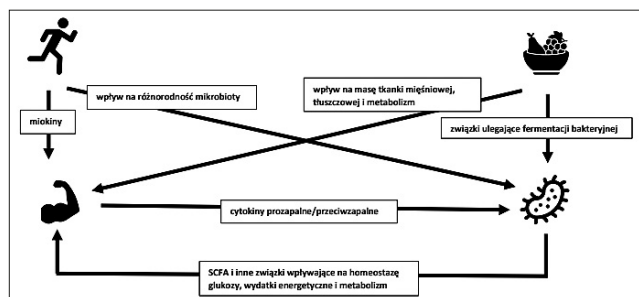 wpływ na różnorodność mikrobioty
wpływ na masę tkanki mięśniowej,
tłuszczowej i metabolizm
miokiny
związki ulegające fermentacji bakteryjnej
cytokiny prozapalne/przeciwzapalne
SCFA i inne związki wpływające na homeostazę
glukozy, wydatki energetyczne i metabolizm